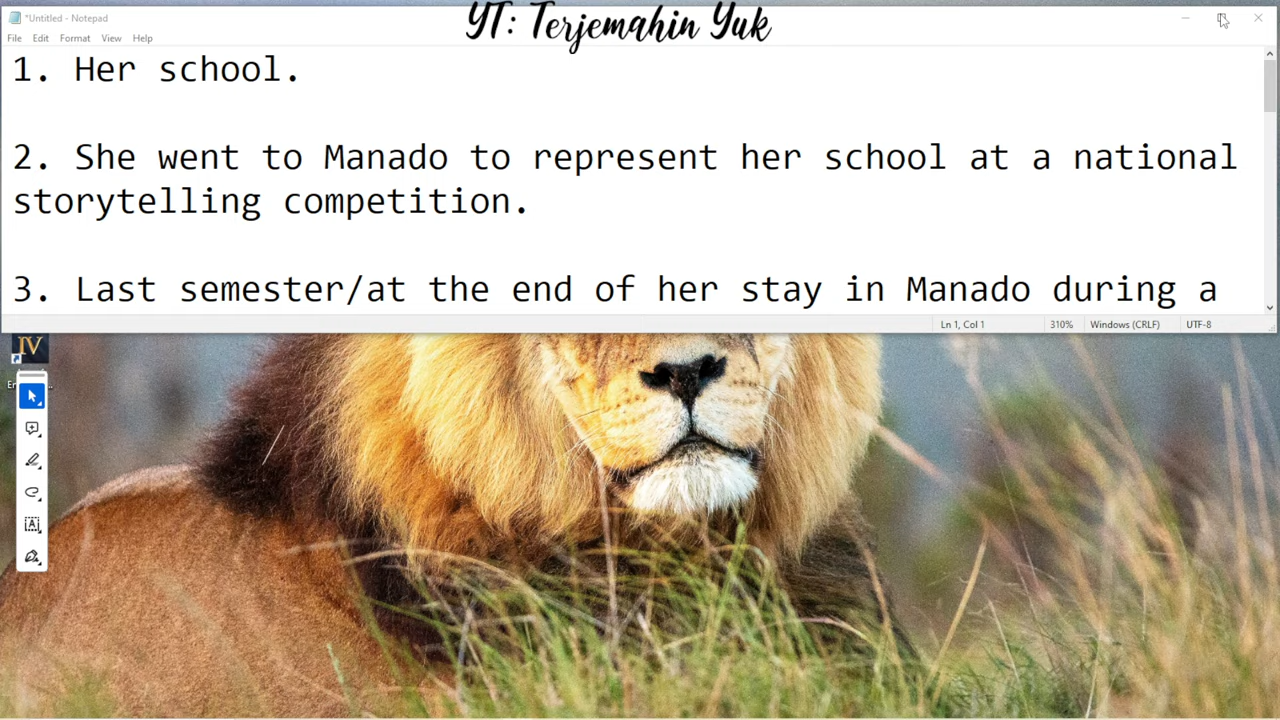 *Untitled - Notepad
YT: Terjemahin Yuk
File Edit Format View Help
1. Her school.
2. She went to Manado to represent her school at a national
storytelling competition.
3. Last semester/at the end of her stay in Manado during a
Ln 1, Col 1 310% Windows (CRLF) UTF-8
IV